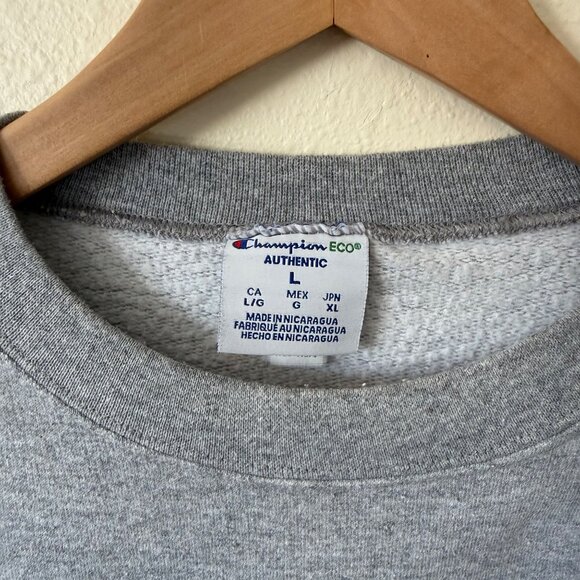 Champion ECO®
AUTHENTIC
L
CA MEX JPN
L/G G XL
MADE IN NICARAGUA
FABRIQUÉ AU NICARAGUA
HECHO EN NICARAGUA